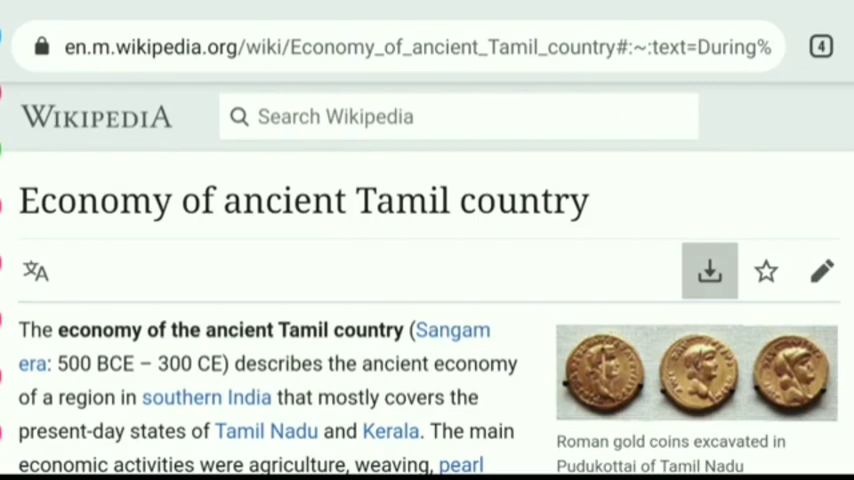 en.m.wikipedia.org/wiki/Economy_of_ancient_Tamil_country#:~:text=During%
4
WIKIPEDIA
Search Wikipedia
Economy of ancient Tamil country
The economy of the ancient Tamil country (Sangam
era: 500 BCE – 300 CE) describes the ancient economy
of a region in southern India that mostly covers the
present-day states of Tamil Nadu and Kerala. The main
economic activities were agriculture, weaving, pearl
Roman gold coins excavated in
Pudukottai of Tamil Nadu